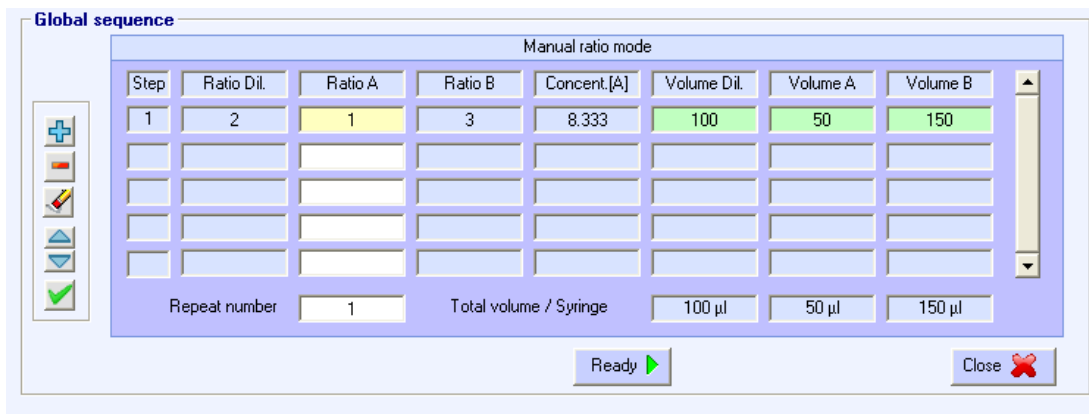 Global sequence
Manual ratio mode
Step Ratio Dil. Ratio A Ratio B Concent.[A] Volume Dil. Volume A Volume B
1 2 1 3 8.333 100 50 150
Repeat number 1 Total volume / Syringe 100 µl 50 µl 150 µl
Ready Close